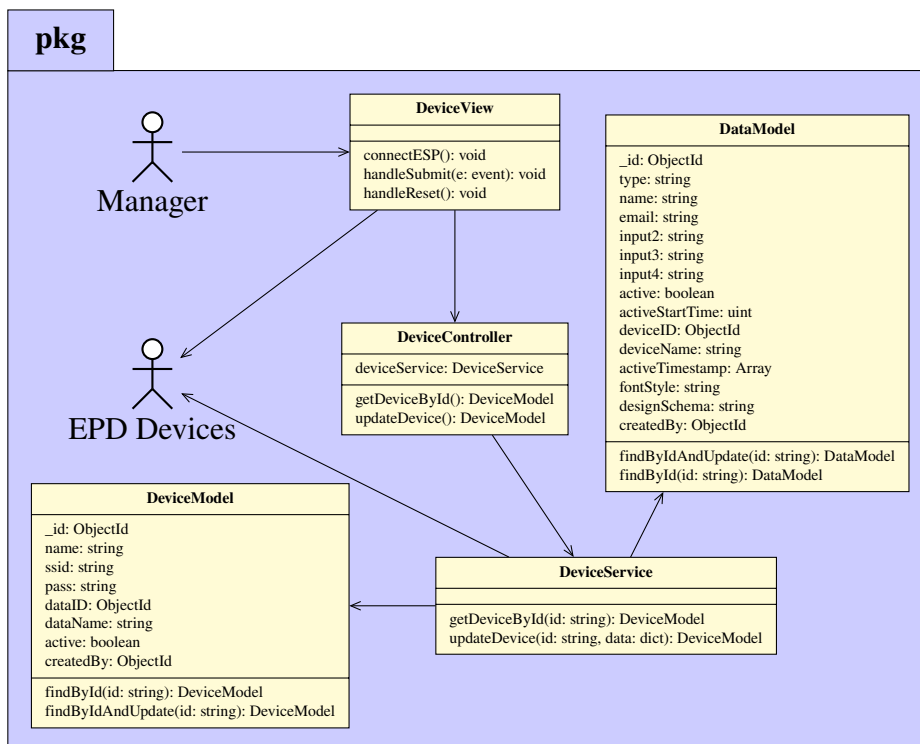 pkg
DeviceView
connectESP(): void
handleSubmit(e: event): void
handleReset(): void
Manager
DataModel
_id: ObjectId
type: string
name: string
email: string
input2: string
input3: string
input4: string
active: boolean
activeStartTime: uint
deviceID: ObjectId
deviceName: string
activeTimestamp: Array
fontStyle: string
designSchema: string
createdBy: ObjectId
findByIdAndUpdate(id: string): DataModel
findById(id: string): DataModel
DeviceController
deviceService: DeviceService
getDeviceById(): DeviceModel
updateDevice(): DeviceModel
EPD Devices
DeviceModel
_id: ObjectId
name: string
ssid: string
pass: string
dataID: ObjectId
dataName: string
active: boolean
createdBy: ObjectId
findById(id: string): DeviceModel
findByIdAndUpdate(id: string): DeviceModel
DeviceService
getDeviceById(id: string): DeviceModel
updateDevice(id: string, data: dict): DeviceModel